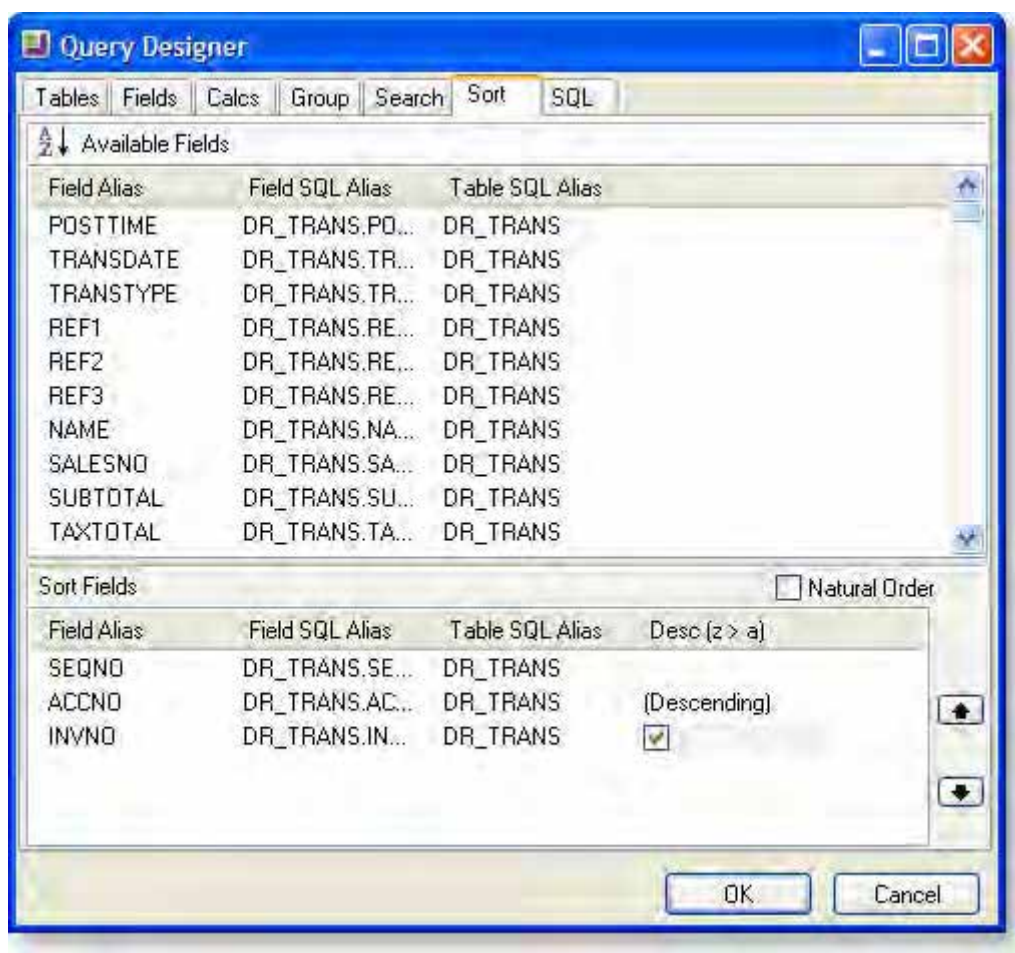 Query Designer
Tables Fields Calcs Group Search Sort SQL
A Z Available Fields
Field Alias Field SQL Alias Table SQL Alias
POSTTIME DR_TRANS.PO... DR_TRANS
TRANSDATE DR_TRANS.TR... DR_TRANS
TRANSTYPE DR_TRANS.TR... DR_TRANS
REF1 DR_TRANS.RE... DR_TRANS
REF2 DR_TRANS.RE... DR_TRANS
REF3 DR_TRANS.RE... DR_TRANS
NAME DR_TRANS.NA... DR_TRANS
SALESNO DR_TRANS.SA... DR_TRANS
SUBTOTAL DR_TRANS.SU... DR_TRANS
TAXTOTAL DR_TRANS.TA... DR_TRANS
Sort Fields Natural Order
Field Alias Field SQL Alias Table SQL Alias Desc (z > a)
SEQNO DR_TRANS.SE... DR_TRANS
ACCNO DR_TRANS.AC... DR_TRANS (Descending)
INVNO DR_TRANS.IN... DR_TRANS
OK Cancel